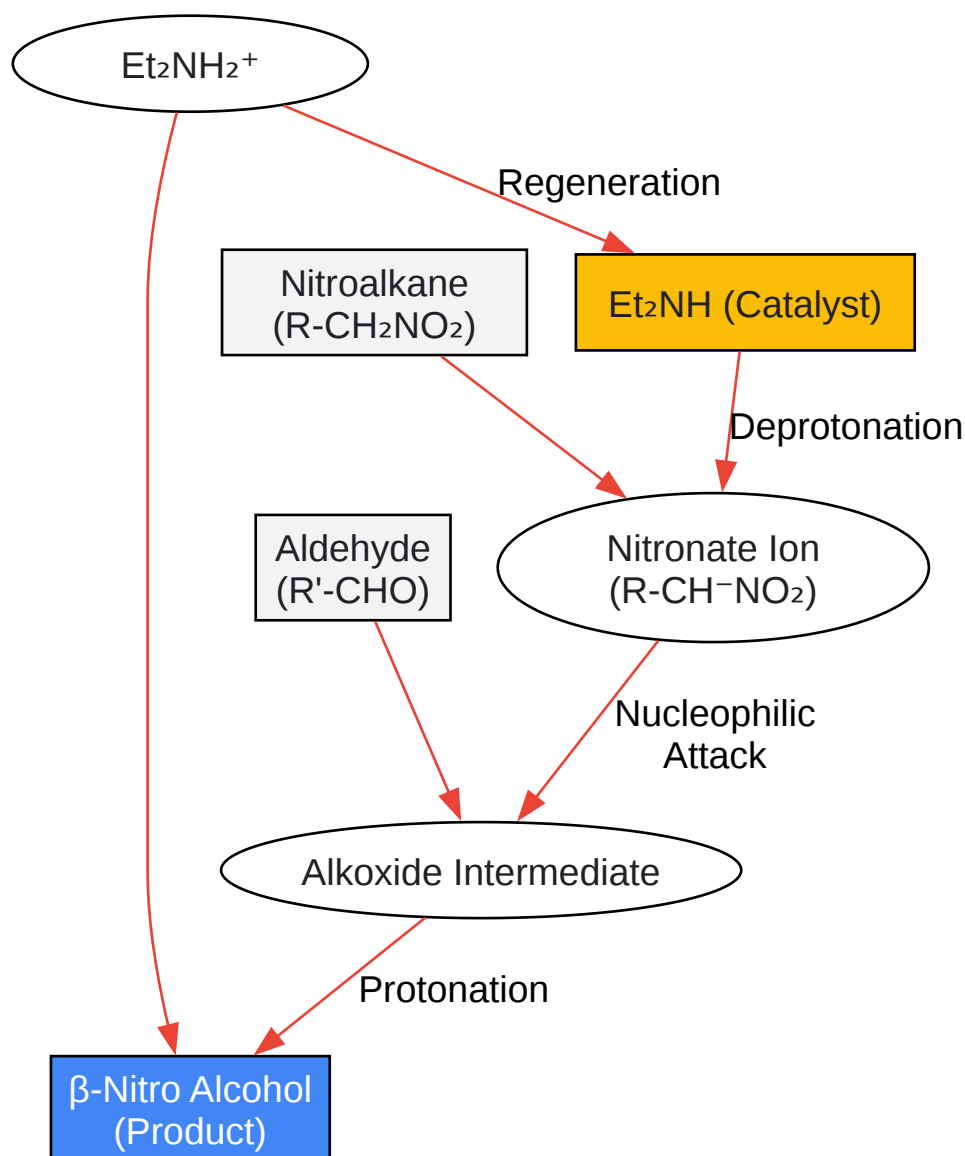 Et₂NH₂⁺
Regeneration
Nitroalkane
(R-CH₂NO₂)
Et₂NH (Catalyst)
Deprotonation
Aldehyde
(R'-CHO)
Nitronate Ion
(R-CH⁻NO₂)
Nucleophilic
Attack
Alkoxide Intermediate
Protonation
β-Nitro Alcohol
(Product)